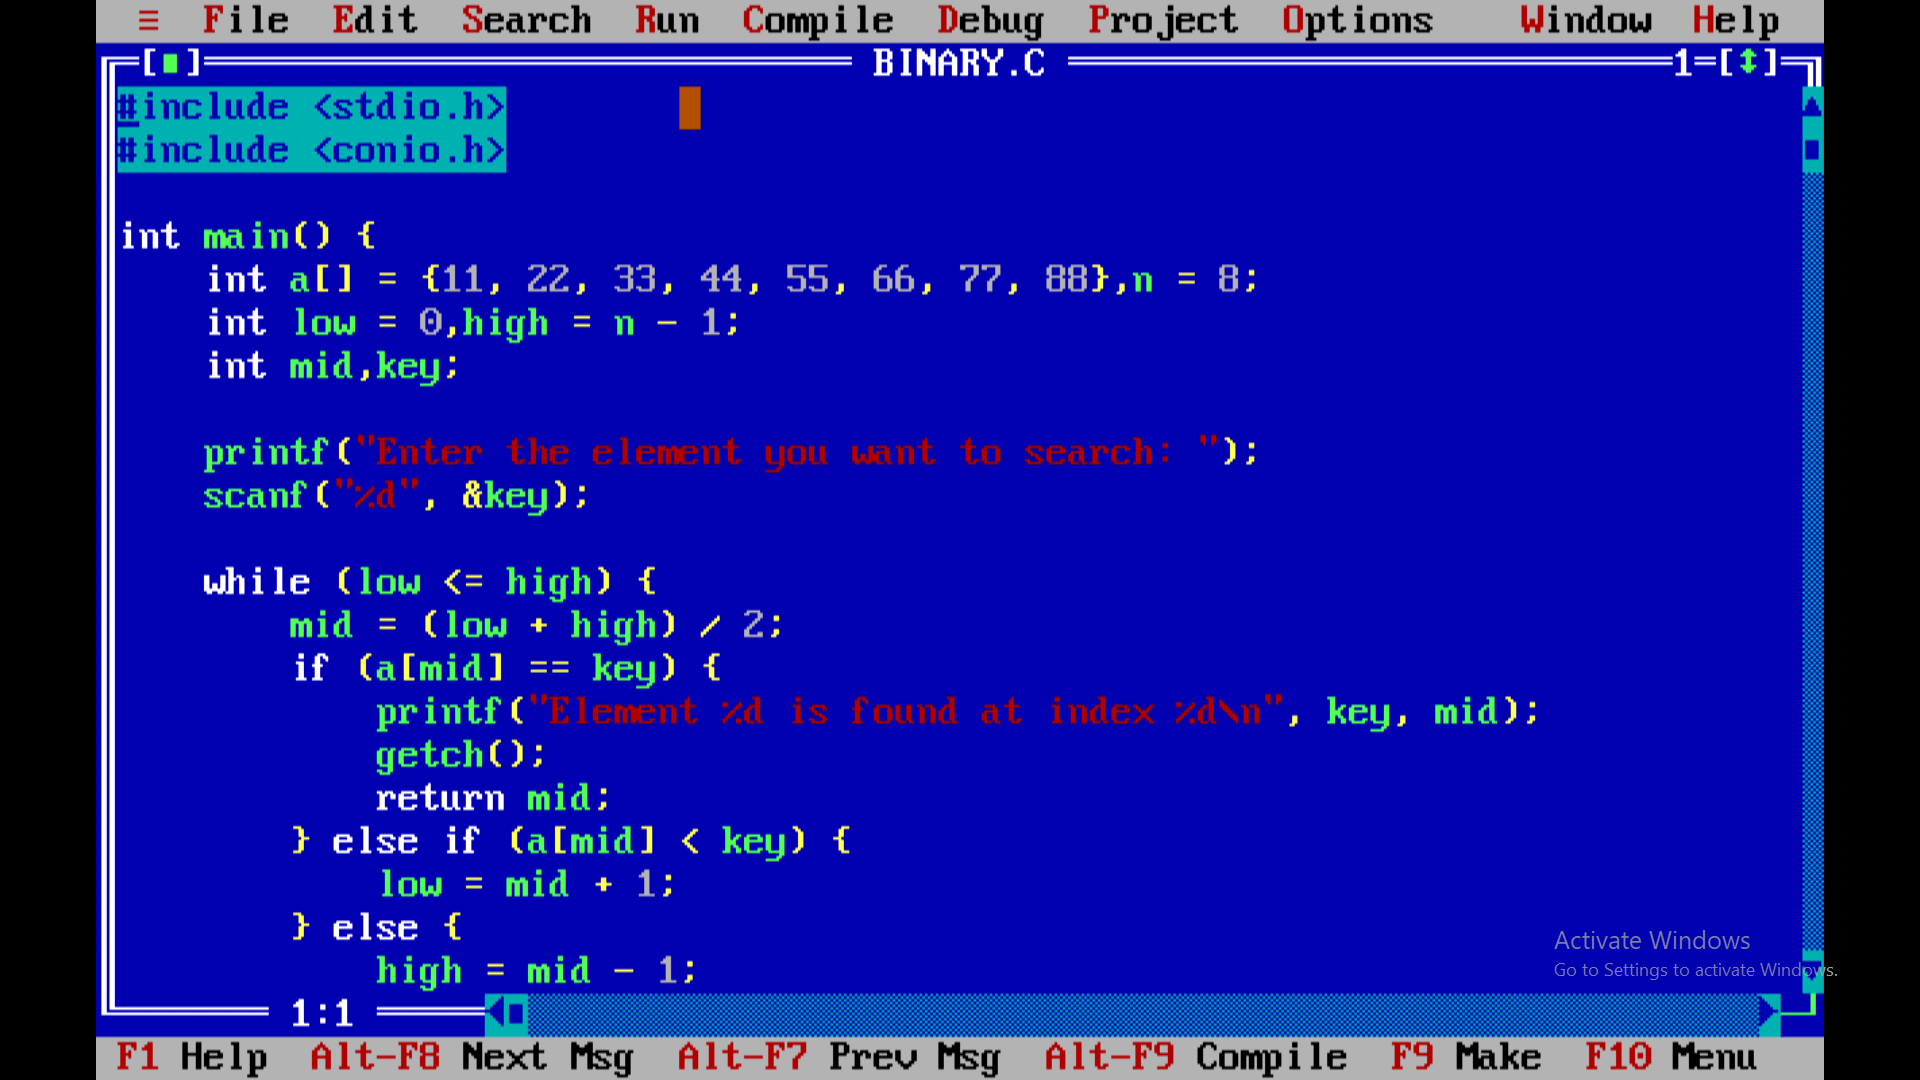 ≡ File Edit Search Run Compile Debug Project Options Window Help
[■] BINARY.C 1=[↕]
#include <stdio.h>
#include <conio.h>
int main() {
int a[] = {11, 22, 33, 44, 55, 66, 77, 88},n = 8;
int low = 0,high = n - 1;
int mid,key;
printf("Enter the element you want to search: ");
scanf("%d", &key);
while (low <= high) {
mid = (low + high) / 2;
if (a[mid] == key) {
printf("Element %d is found at index %d\n", key, mid);
getch();
return mid;
} else if (a[mid] < key) {
low = mid + 1;
} else {
high = mid - 1;
Activate Windows
Go to Settings to activate Windows.
1:1
F1 Help Alt-F8 Next Msg Alt-F7 Prev Msg Alt-F9 Compile F9 Make F10 Menu